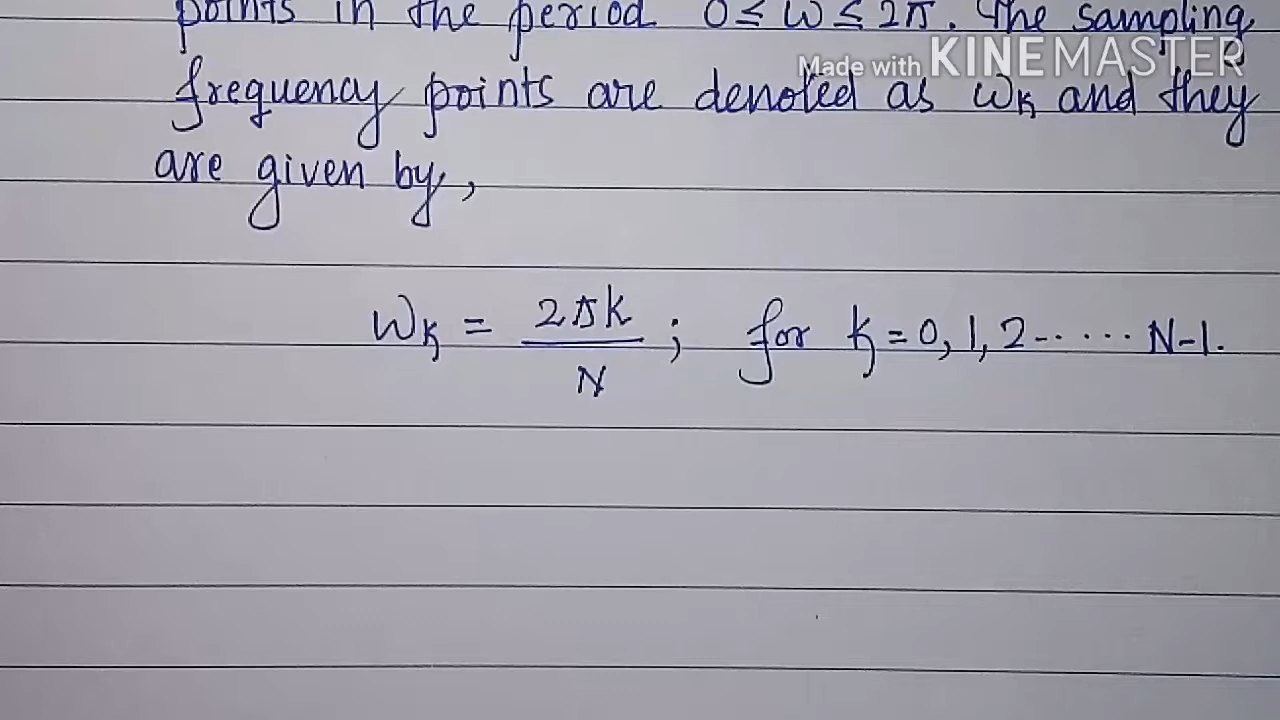 points in the period 0 ≤ ω ≤ 2π. The sampling
Made with KINEMASTER
frequency points are denoted as ωk and they
are given by,
ωk = 2πk / N ; for k = 0, 1, 2 ------ N-1.